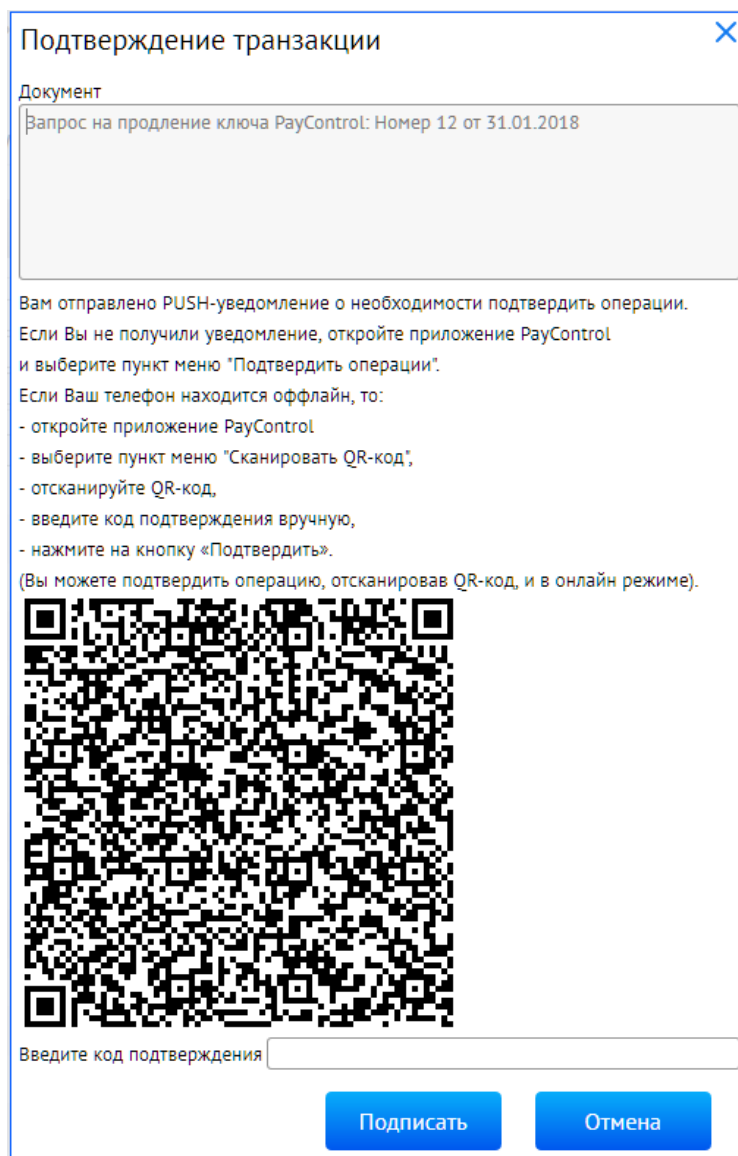 Подтверждение транзакции
Документ
Запрос на продление ключа PayControl: Номер 12 от 31.01.2018
Вам отправлено PUSH-уведомление о необходимости подтвердить операции.
Если Вы не получили уведомление, откройте приложение PayControl
и выберите пункт меню "Подтвердить операции".
Если Ваш телефон находится оффлайн, то:
- откройте приложение PayControl
- выберите пункт меню "Сканировать QR-код",
- отсканируйте QR-код,
- введите код подтверждения вручную,
- нажмите на кнопку «Подтвердить».
(Вы можете подтвердить операцию, отсканировав QR-код, и в онлайн режиме).
Введите код подтверждения
Подписать Отмена